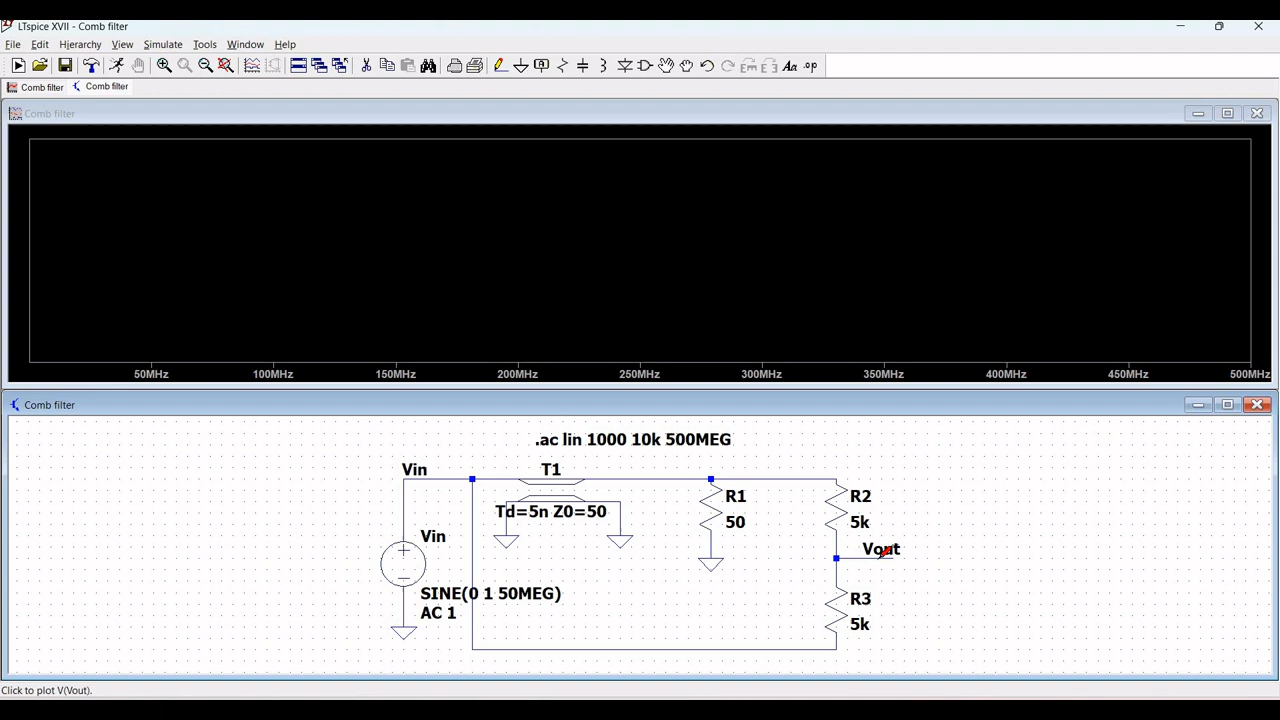 LTspice XVII - Comb filter
File Edit Hierarchy View Simulate Tools Window Help
Comb filter Comb filter
Comb filter
50MHz 100MHz 150MHz 200MHz 250MHz 300MHz 350MHz 400MHz 450MHz 500MHz
Comb filter
.ac lin 1000 10k 500MEG
Vin T1
R1 R2
Td=5n Z0=50
50 5k
Vin
Vout
SINE(0 1 50MEG)
AC 1
R3
5k
Click to plot V(Vout).